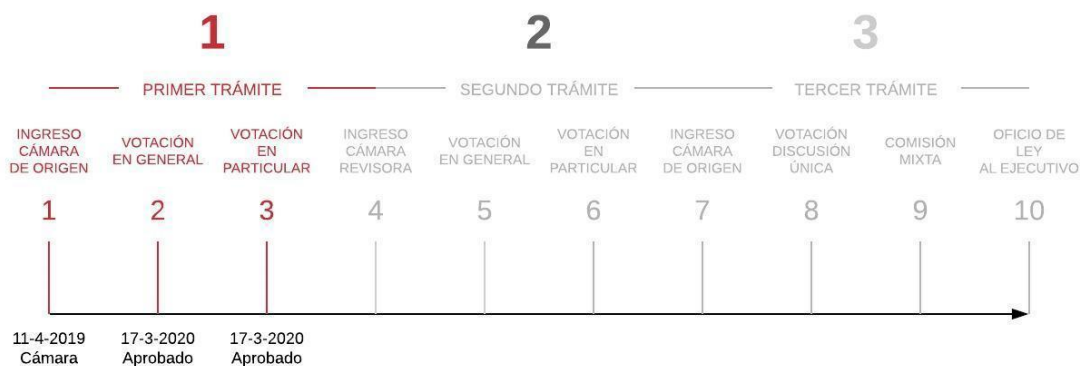 1
2
3
PRIMER TRÁMITE
SEGUNDO TRÁMITE
TERCER TRÁMITE
INGRESO
CÁMARA
DE ORIGEN
VOTACIÓN
EN GENERAL
VOTACIÓN
EN
PARTICULAR
INGRESO
CÁMARA
REVISORA
VOTACIÓN
EN GENERAL
VOTACIÓN
EN
PARTICULAR
INGRESO
CÁMARA
DE ORIGEN
VOTACIÓN
DISCUSIÓN
ÚNICA
COMISIÓN
MIXTA
OFICIO DE
LEY
AL EJECUTIVO
1
2
3
4
5
6
7
8
9
10
11-4-2019
Cámara
17-3-2020
Aprobado
17-3-2020
Aprobado